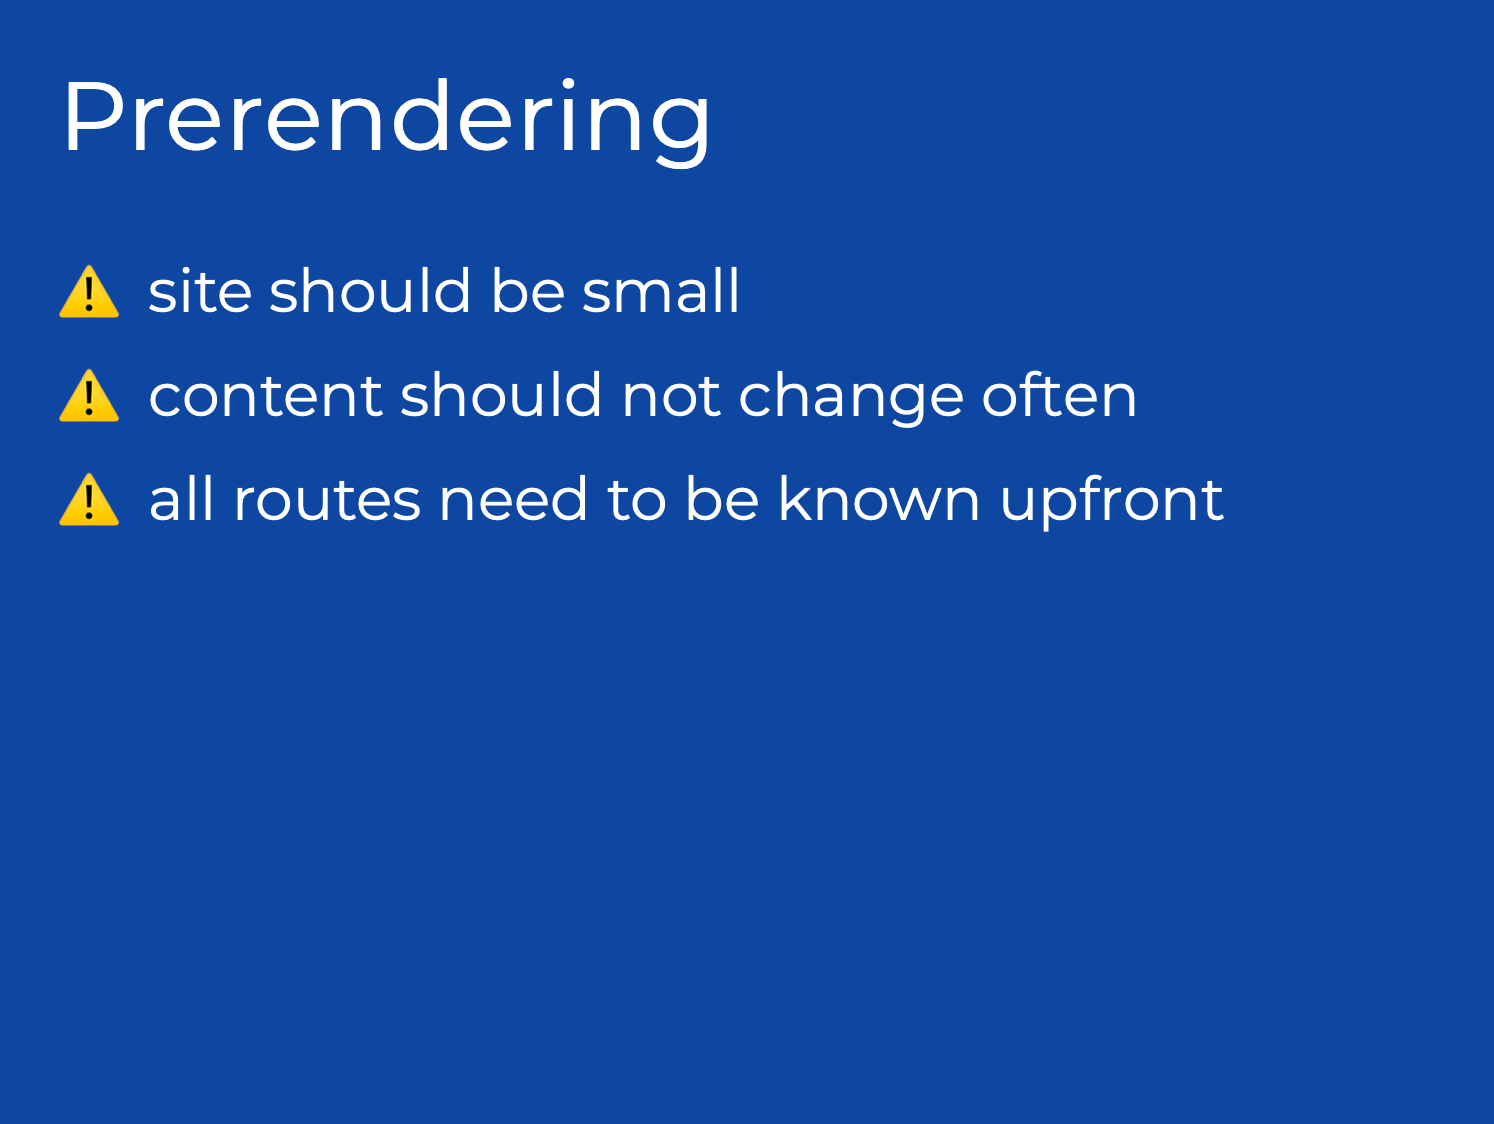 Prerendering
⚠️ site should be small
⚠️ content should not change often
⚠️ all routes need to be known upfront